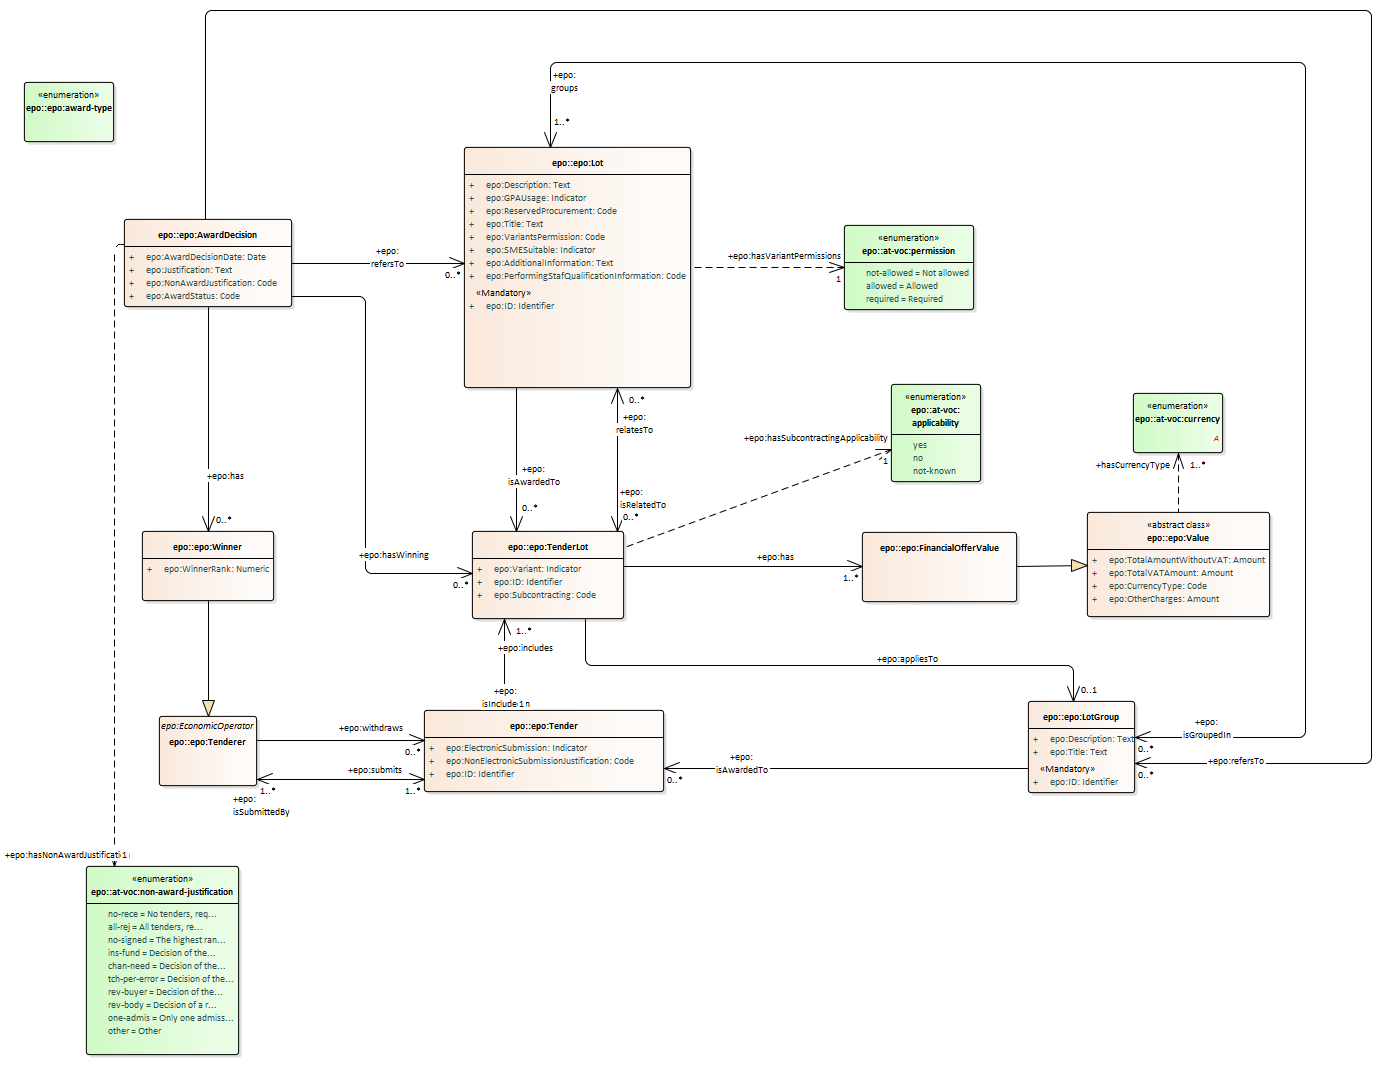 «enumeration»
epo::epo:award-type
+epo:
groups
1..*
epo::epo:Lot
+ epo:Description: Text
+ epo:GPAUsage: Indicator
+ epo:ReservedProcurement: Code
+ epo:Title: Text
+ epo:VariantsPermission: Code
+ epo:SMESuitable: Indicator
+ epo:AdditionalInformation: Text
+ epo:PerformingStafQualificationInformation: Code
«Mandatory»
+ epo:ID: Identifier
epo::epo:AwardDecision
+ epo:AwardDecisionDate: Date
+ epo:Justification: Text
+ epo:NonAwardJustification: Code
+ epo:AwardStatus: Code
+epo:
refersTo
0..*
+epo:hasVariantPermissions
1
«enumeration»
epo::at-voc:permission
not-allowed = Not allowed
allowed = Allowed
required = Required
«enumeration»
epo::at-voc:
applicability
yes
no
not-known
+epo:hasSubcontractingApplicability
1
«enumeration»
epo::at-voc:currency
A
+hasCurrencyType
1..*
0..*
+epo:
relatesTo
+epo:
isRelatedTo
0..*
+epo:
isAwardedTo
0..*
+epo:has
0..*
+epo:hasWinning
0..*
epo::epo:Winner
+ epo:WinnerRank: Numeric
epo::epo:TenderLot
+ epo:Variant: Indicator
+ epo:ID: Identifier
+ epo:Subcontracting: Code
+epo:has
1..*
epo::epo:FinancialOfferValue
«abstract class»
epo::epo:Value
+ epo:TotalAmountWithoutVAT: Amount
+ epo:TotalVATAmount: Amount
+ epo:CurrencyType: Code
+ epo:OtherCharges: Amount
1..*
+epo:includes
+epo:
isInclude 1 n
+epo:appliesTo
0..1
epo:EconomicOperator
epo::epo:Tenderer
+epo:withdraws
0..*
+epo:submits
1..*
1..*
+epo:
isSubmittedBy
epo::epo:Tender
+ epo:ElectronicSubmission: Indicator
+ epo:NonElectronicSubmissionJustification: Code
+ epo:ID: Identifier
+epo:
isAwardedTo
0..*
epo::epo:LotGroup
+ epo:Description: Text
+ epo:Title: Text
«Mandatory»
+ epo:ID: Identifier
+epo:
isGroupedIn
0..*
+epo:refersTo
0..*
+epo:hasNonAwardJustificati 1
«enumeration»
epo::at-voc:non-award-justification
no-rece = No tenders, req...
all-rej = All tenders, re...
no-signed = The highest ran...
ins-fund = Decision of the...
chan-need = Decision of the...
tch-per-error = Decision of the...
rev-buyer = Decision of the...
rev-body = Decision of a r...
one-admis = Only one admiss...
other = Other